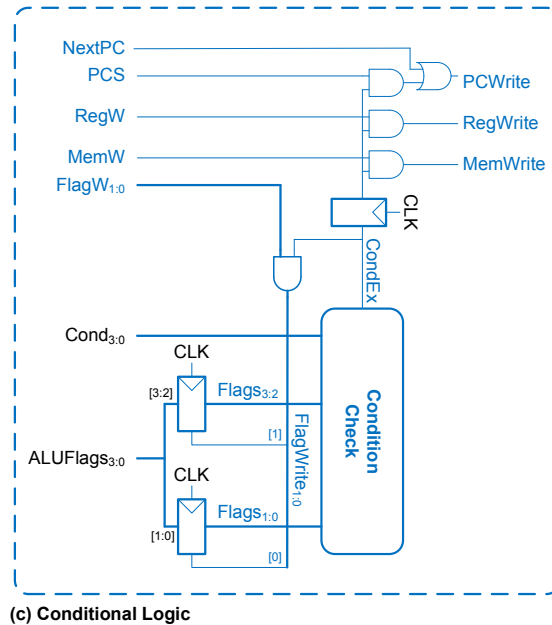 NextPC
PCS
PCWrite
RegW
RegWrite
MemW
MemWrite
FlagW1:0
CLK
CondEx
Cond3:0
CLK
[3:2]
Flags3:2
Condition
Check
[1]
FlagWrite1:0
ALUFlags3:0
CLK
[1:0]
Flags1:0
[0]
(c) Conditional Logic